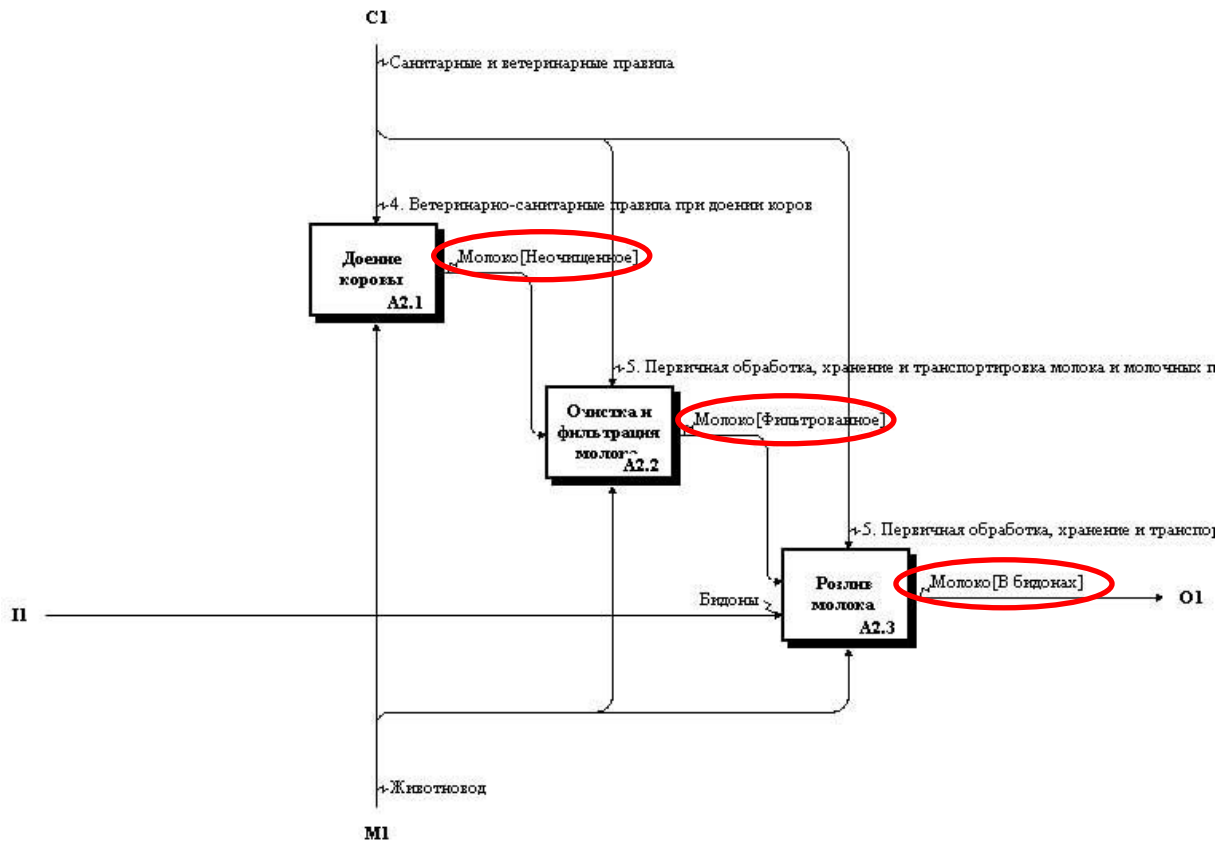 C1
Санитарные и ветеринарные правила
4. Ветеринарно-санитарные правила при доении коров
Доение
коровы
A2.1
Молоко[Неочищенное]
5. Первичная обработка, хранение и транспортировка молока и молочных п
Очистка и
фильтрация
A2.2
Молоко[Фильтрованное]
5. Первичная обработка, хранение и транспор
Розлив
молока
A2.3
Молоко[В бидонах]
O1
Бидоны
I1
Животновод
M1